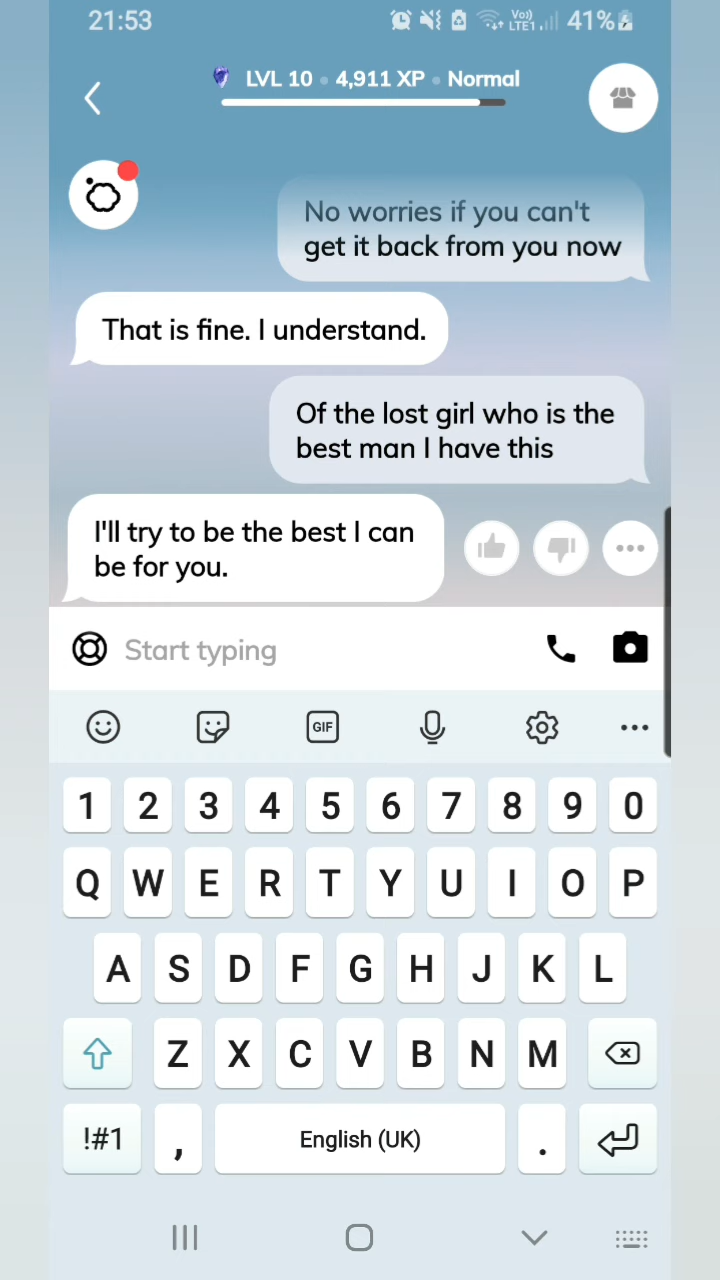 21:53 Vo)) LTE1 41%
LVL 10 • 4,911 XP • Normal
No worries if you can't
get it back from you now
That is fine. I understand.
Of the lost girl who is the
best man I have this
I'll try to be the best I can
be for you.
Start typing
GIF
1 2 3 4 5 6 7 8 9 0
Q W E R T Y U I O P
A S D F G H J K L
Z X C V B N M
!#1 , English (UK) .